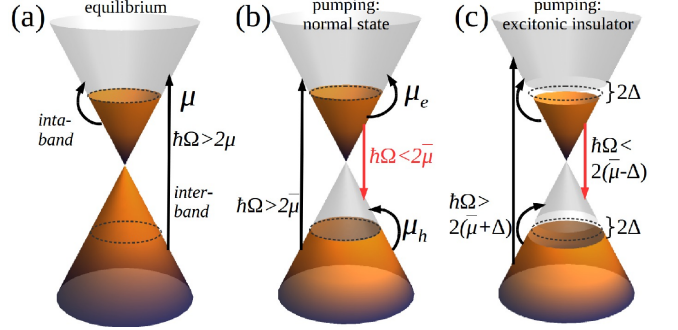 (a)
equilibrium
μ
inta-
band
ħΩ>2μ
inter-
band
(b)
pumping:
normal state
μe
ħΩ<2μ̄
ħΩ>2μ̄
μh
(c)
pumping:
excitonic insulator
}2Δ
ħΩ<
2(μ̄-Δ)
ħΩ>
2(μ̄+Δ)
}2Δ